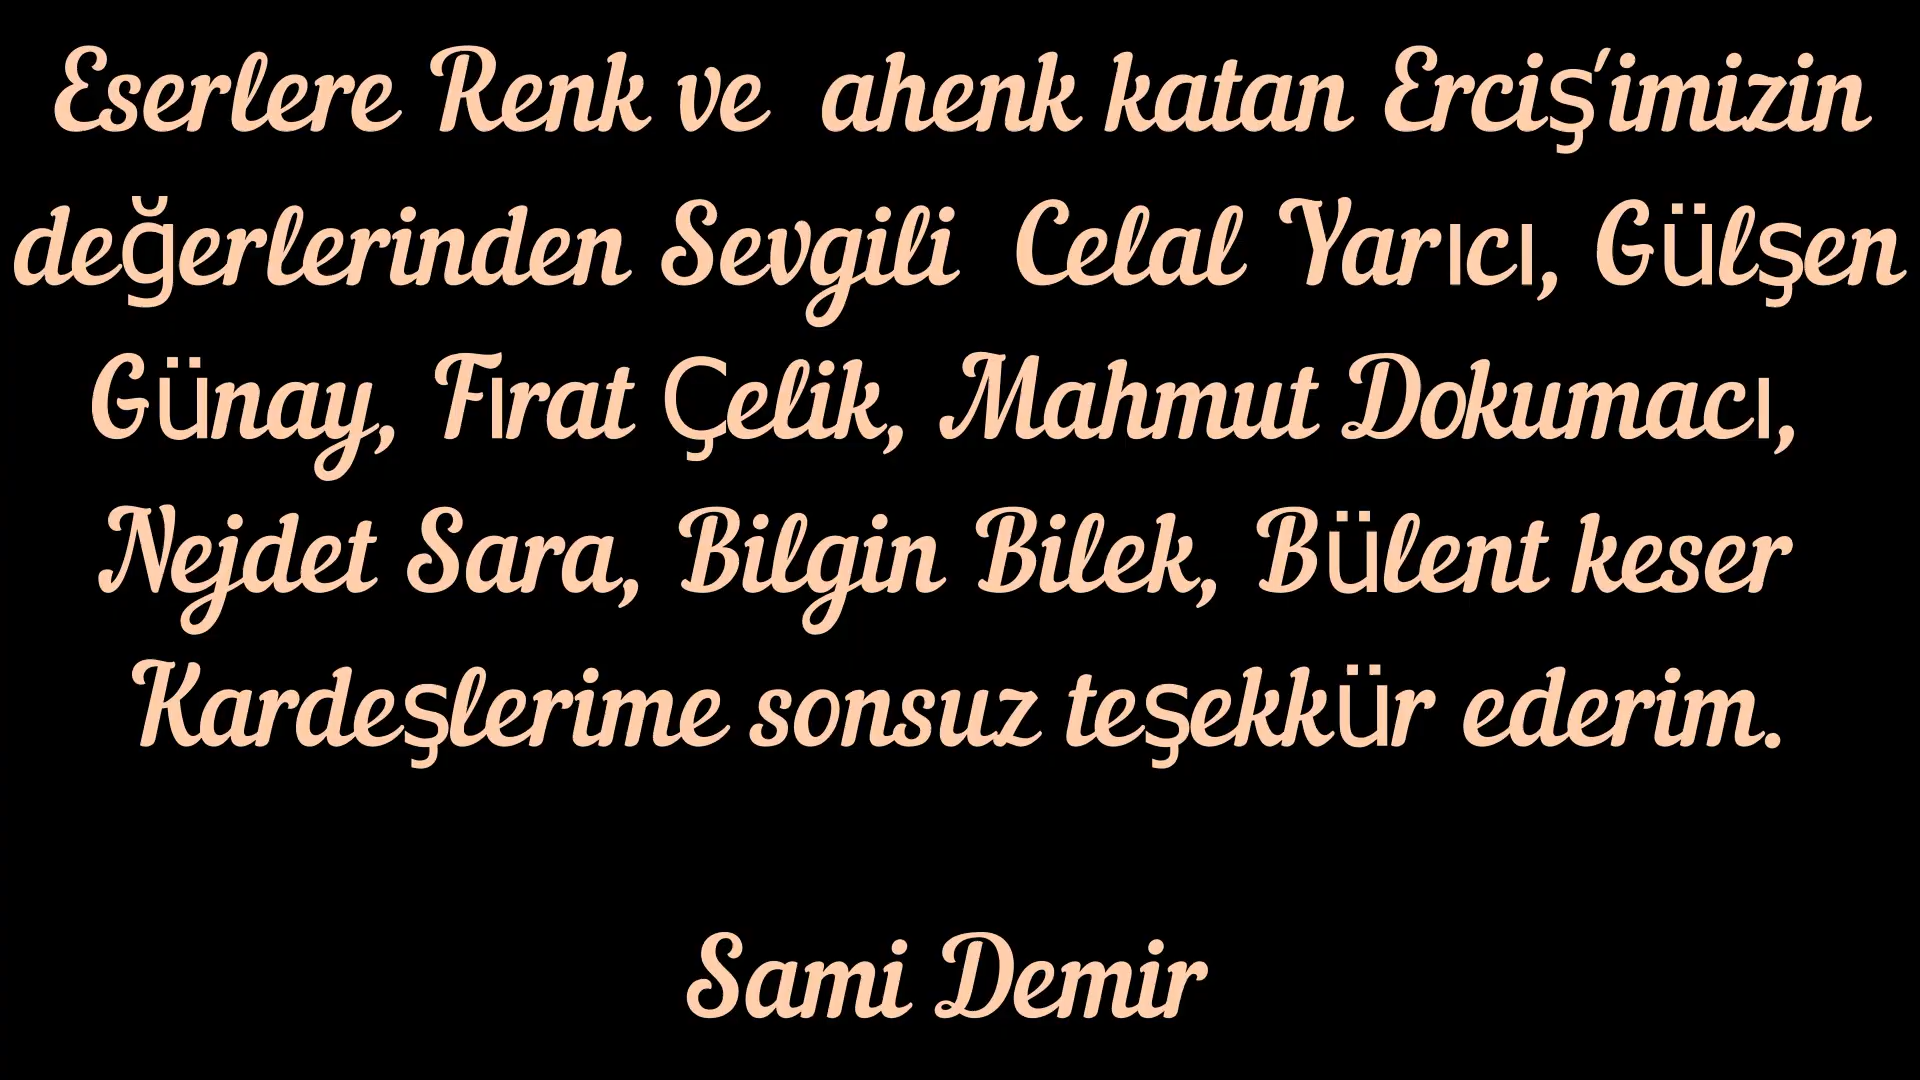 Eserlere Renk ve ahenk katan Erciş'imizin
değerlerinden Sevgili Celal Yarıcı, Gülşen
Günay, Fırat Çelik, Mahmut Dokumacı,
Nejdet Sara, Bilgin Bilek, Bülent keser
Kardeşlerime sonsuz teşekkür ederim.
Sami Demir